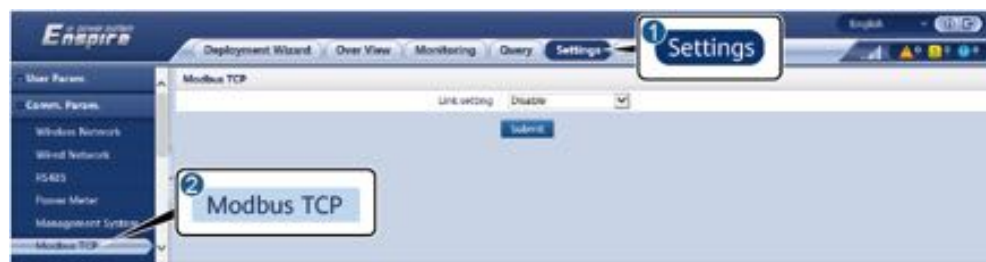 Enspire
English
Deployment Wizard Over View Monitoring Query Settings
1 Settings
User Param.
Modbus TCP
Comm. Param.
Link setting Disable
Wireless Network
Submit
Wired Network
RS485
2
Power Meter
Modbus TCP
Management System
Modbus TCP